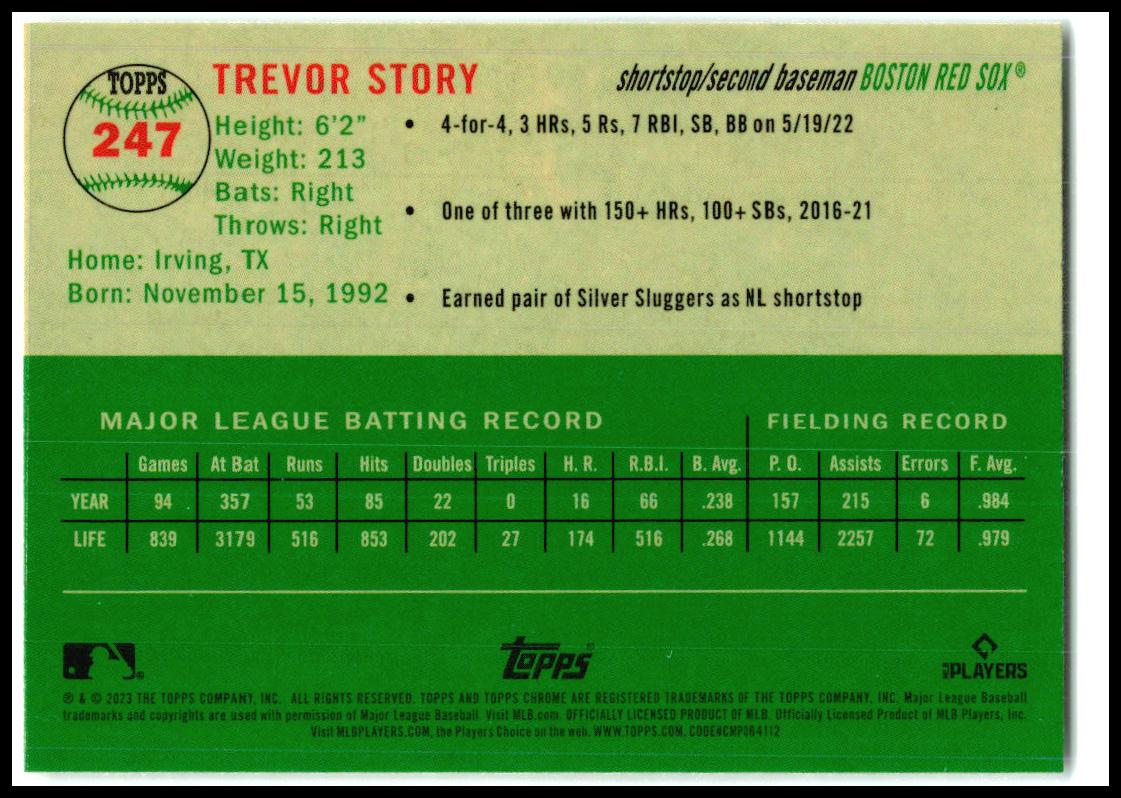 TOPPS
247
TREVOR STORY
shortstop/second baseman BOSTON RED SOX®
Height: 6'2"
Weight: 213
Bats: Right
Throws: Right
Home: Irving, TX
Born: November 15, 1992
• 4-for-4, 3 HRs, 5 Rs, 7 RBI, SB, BB on 5/19/22
• One of three with 150+ HRs, 100+ SBs, 2016-21
• Earned pair of Silver Sluggers as NL shortstop
MAJOR LEAGUE BATTING RECORD FIELDING RECORD
Games At Bat Runs Hits Doubles Triples H. R. R.B.I. B. Avg. P. O. Assists Errors F. Avg.
YEAR 94 357 53 85 22 0 16 66 .238 157 215 6 .984
LIFE 839 3179 516 853 202 27 174 516 .268 1144 2257 72 .979
Topps®
MLB PLAYERS
® & © 2023 THE TOPPS COMPANY, INC. ALL RIGHTS RESERVED. TOPPS AND TOPPS CHROME ARE REGISTERED TRADEMARKS OF THE TOPPS COMPANY, INC. Major League Baseball
trademarks and copyrights are used with permission of Major League Baseball. Visit MLB.com. OFFICIALLY LICENSED PRODUCT OF MLB. Officially Licensed Product of MLB Players, Inc.
Visit MLBPLAYERS.COM, the Players Choice on the web. WWW.TOPPS.COM. CODE#CMP064112